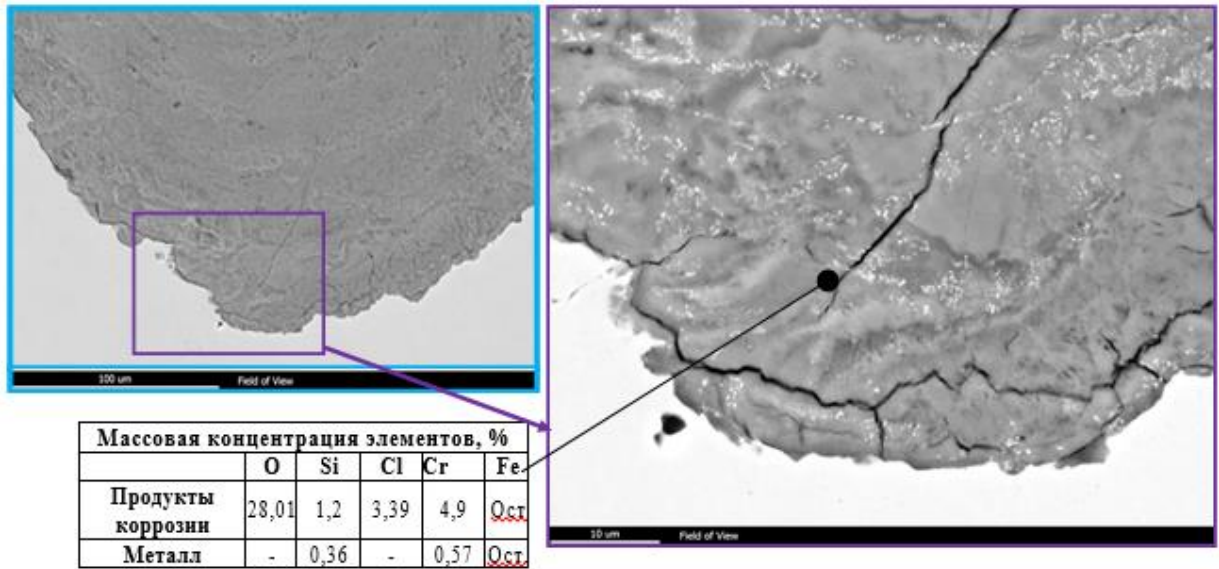 100 um Field of View
10 um Field of View
Массовая концентрация элементов, %
O Si Cl Cr Fe
Продукты коррозии 28,01 1,2 3,39 4,9 Ост
Металл - 0,36 - 0,57 Ост.